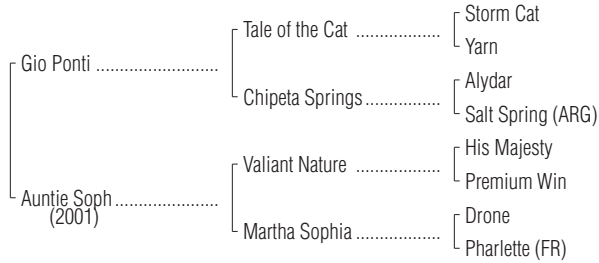 Storm Cat
Tale of the Cat ..................
Yarn
Gio Ponti ..........................
Alydar
Chipeta Springs ................
Salt Spring (ARG)
His Majesty
Valiant Nature ..................
Premium Win
Auntie Soph ......................
(2001)
Drone
Martha Sophia ...................
Pharlette (FR)